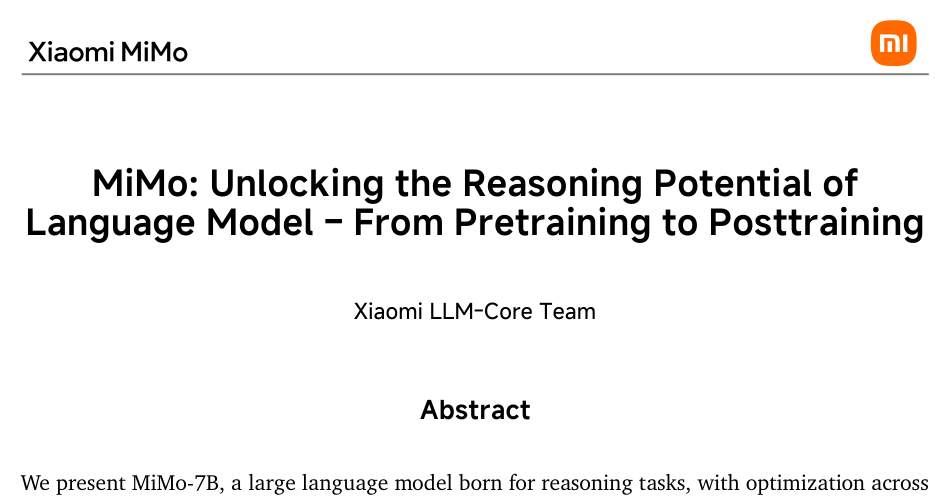 Xiaomi MiMo
mi
MiMo: Unlocking the Reasoning Potential of
Language Model – From Pretraining to Posttraining
Xiaomi LLM-Core Team
Abstract
We present MiMo-7B, a large language model born for reasoning tasks, with optimization across